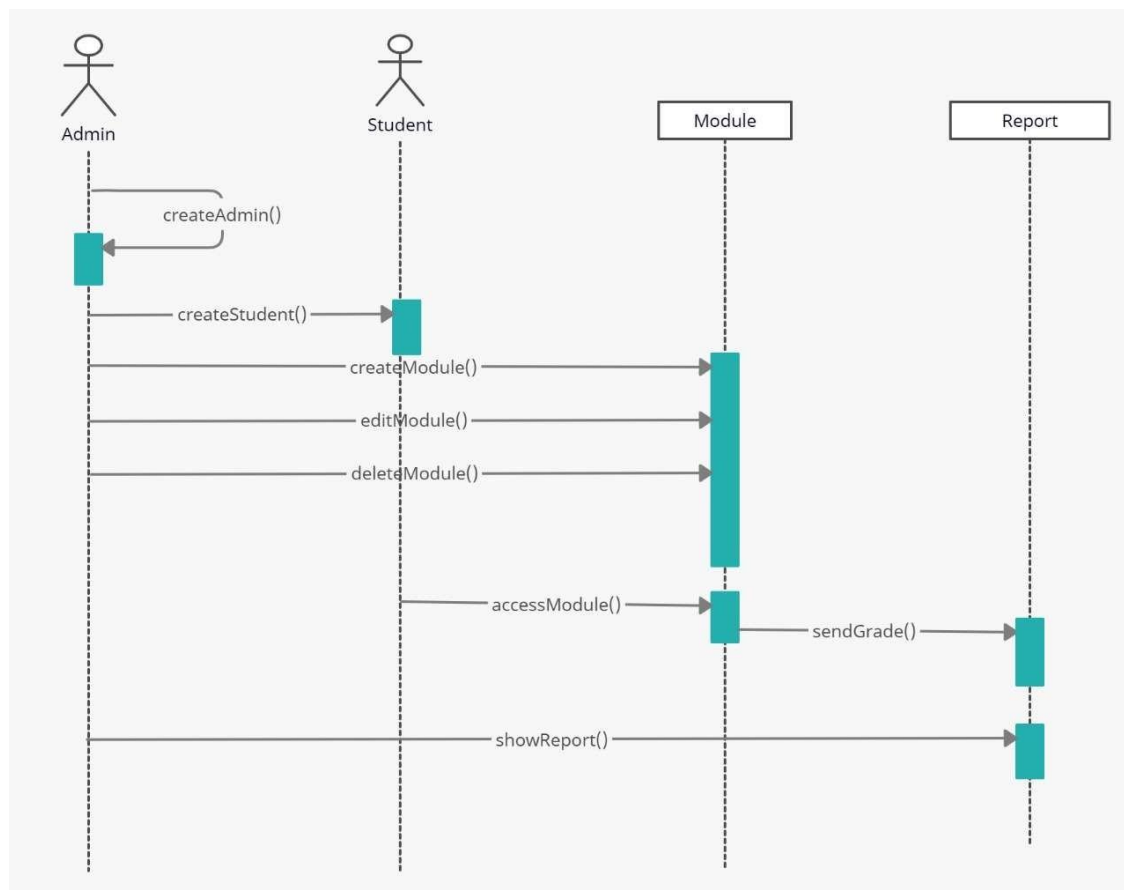 Admin
Student
Module
Report
createAdmin()
createStudent()
createModule()
editModule()
deleteModule()
accessModule()
sendGrade()
showReport()